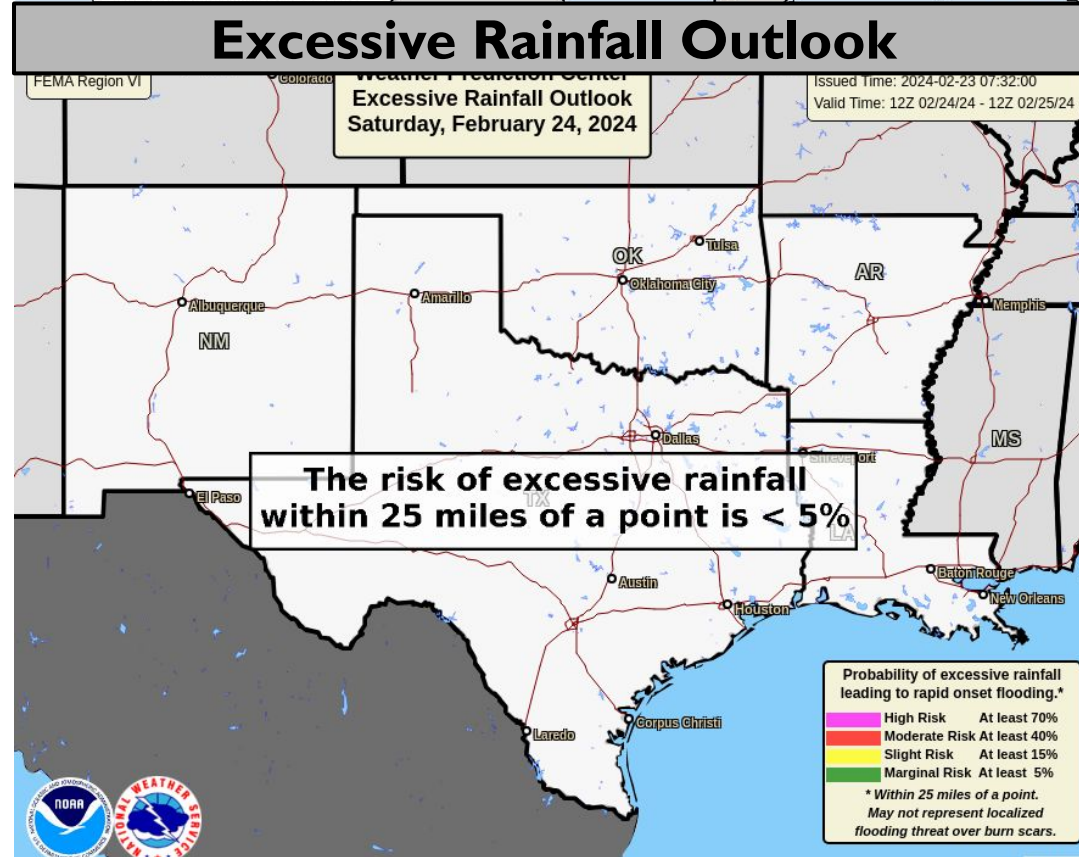 Excessive Rainfall Outlook
FEMA Region VI
Colorado
Weather Prediction Center
Excessive Rainfall Outlook
Saturday, February 24, 2024
Issued Time: 2024-02-23 07:32:00
Valid Time: 12Z 02/24/24 - 12Z 02/25/24
Tulsa
OK
Oklahoma City
AR
Albuquerque
Amarillo
Memphis
NM
Dallas
MS
Shreveport
The risk of excessive rainfall
within 25 miles of a point is < 5%
TX
El Paso
LA
Austin
Baton Rouge
New Orleans
Houston
Corpus Christi
Laredo
Probability of excessive rainfall
leading to rapid onset flooding.*
High Risk At least 70%
Moderate Risk At least 40%
Slight Risk At least 15%
Marginal Risk At least 5%
* Within 25 miles of a point.
May not represent localized
flooding threat over burn scars.
NOAA
NATIONAL WEATHER SERVICE